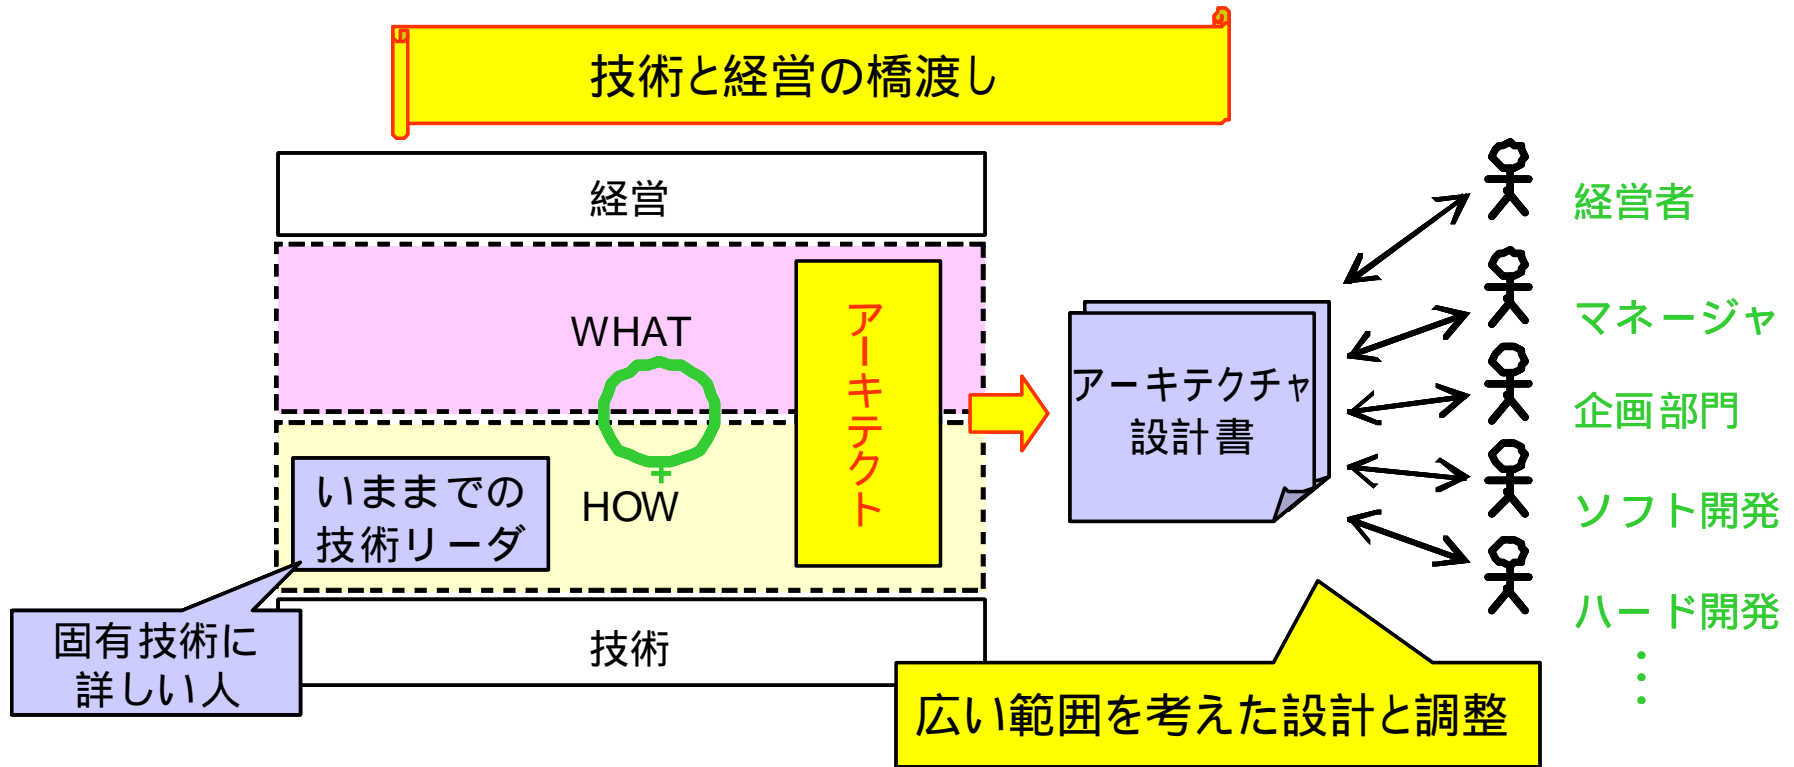 技術と経営の橋渡し
経営
WHAT
HOW
アーキテクト
いままでの
技術リーダ
固有技術に
詳しい人
技術
アーキテクチャ
設計書
経営者
マネージャ
企画部門
ソフト開発
ハード開発
⋮
広い範囲を考えた設計と調整